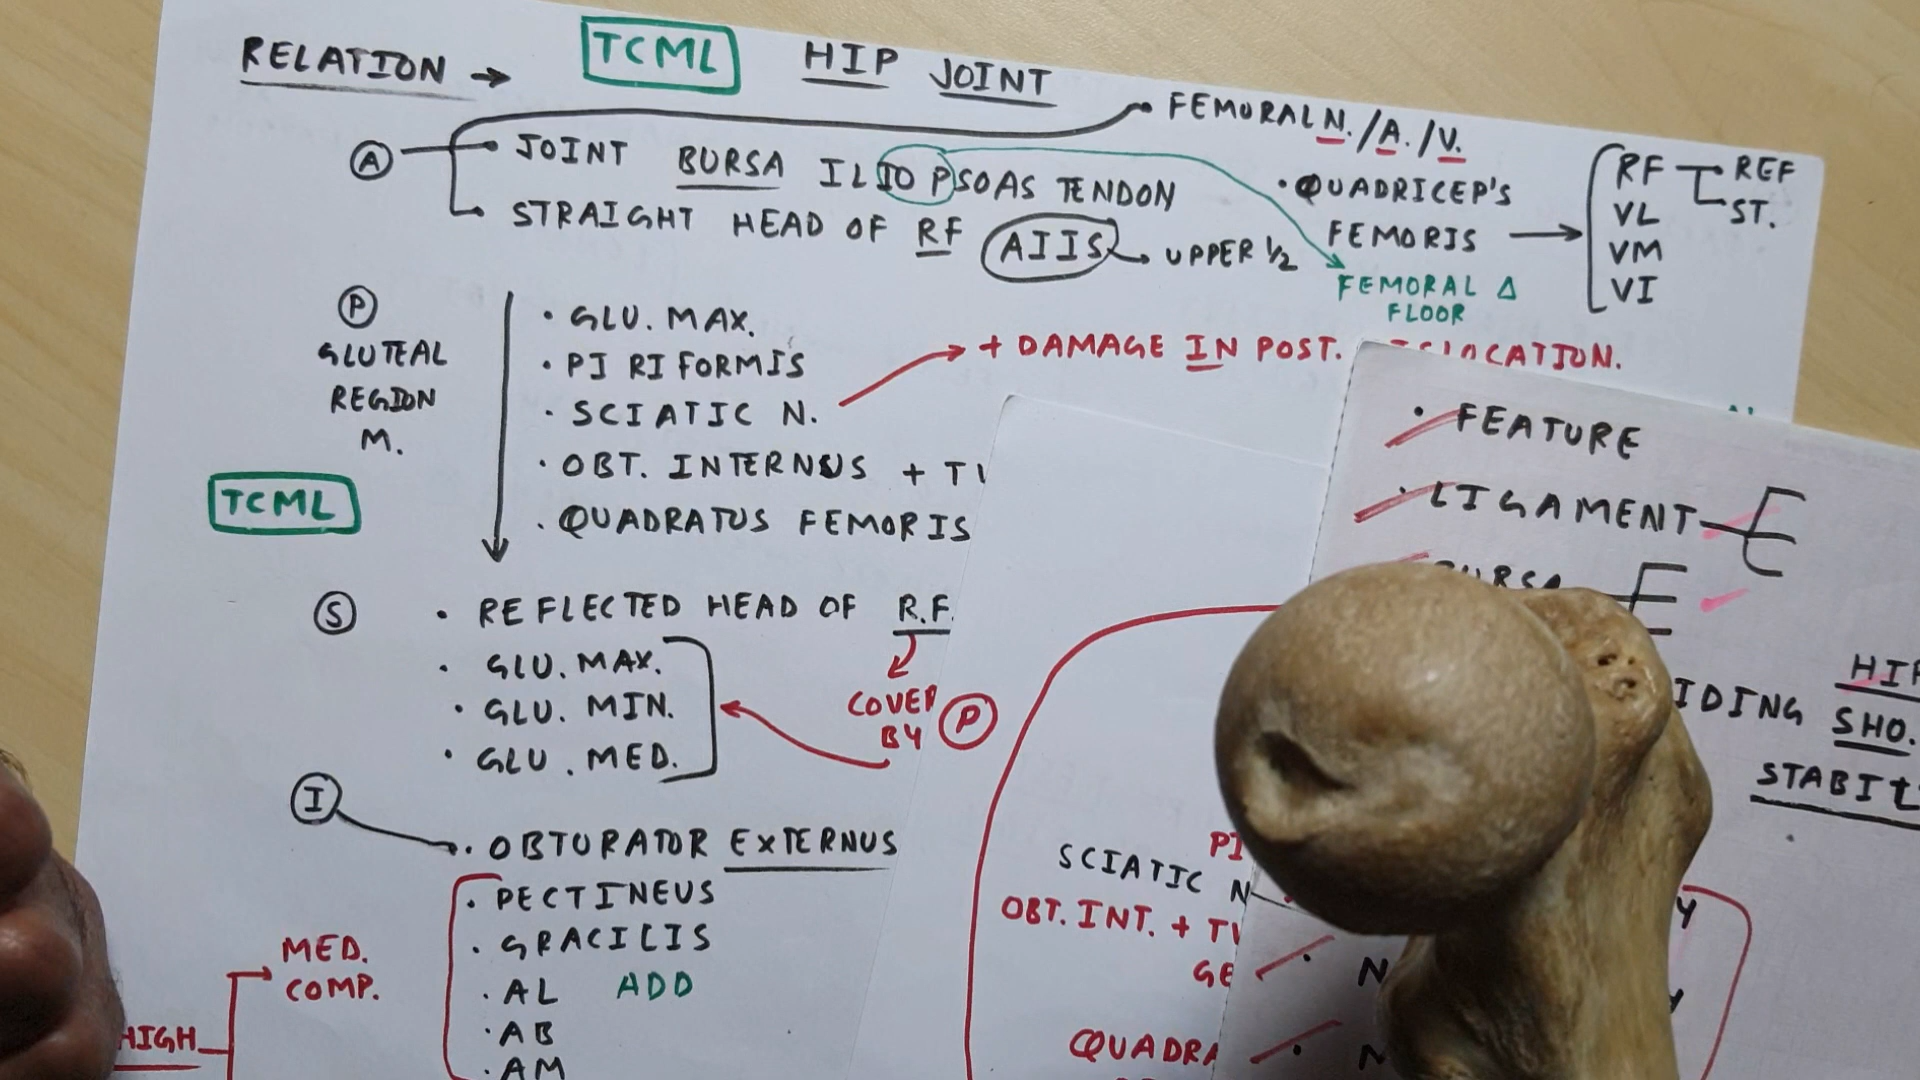 RELATION → TCML HIP JOINT
A JOINT BURSA ILIOPSOAS TENDON
STRAIGHT HEAD OF RF AIIS → UPPER 1/2
FEMORAL N./A./V.
• QUADRICEP'S
FEMORIS →
RF REF
ST.
VL
VM
VI
FEMORAL Δ
FLOOR
P
GLUTEAL
REGION
M.
• GLU. MAX.
• PIRIFORMIS
• SCIATIC N. → + DAMAGE IN POST.
• OBT. INTERNUS +
• QUADRATUS FEMORIS
TCML
S • REFLECTED HEAD OF R.F.
• GLU. MAX.
• GLU. MIN.
• GLU. MED.
COVER
BY P
I • OBTURATOR EXTERNUS
• PECTINEUS
• GRACILIS
• AL ADD
• AB
• AM
MED.
COMP.
HIGH
• FEATURE
• LIGAMENT
SCIATIC N
OBT. INT. +
HIP
SHO.